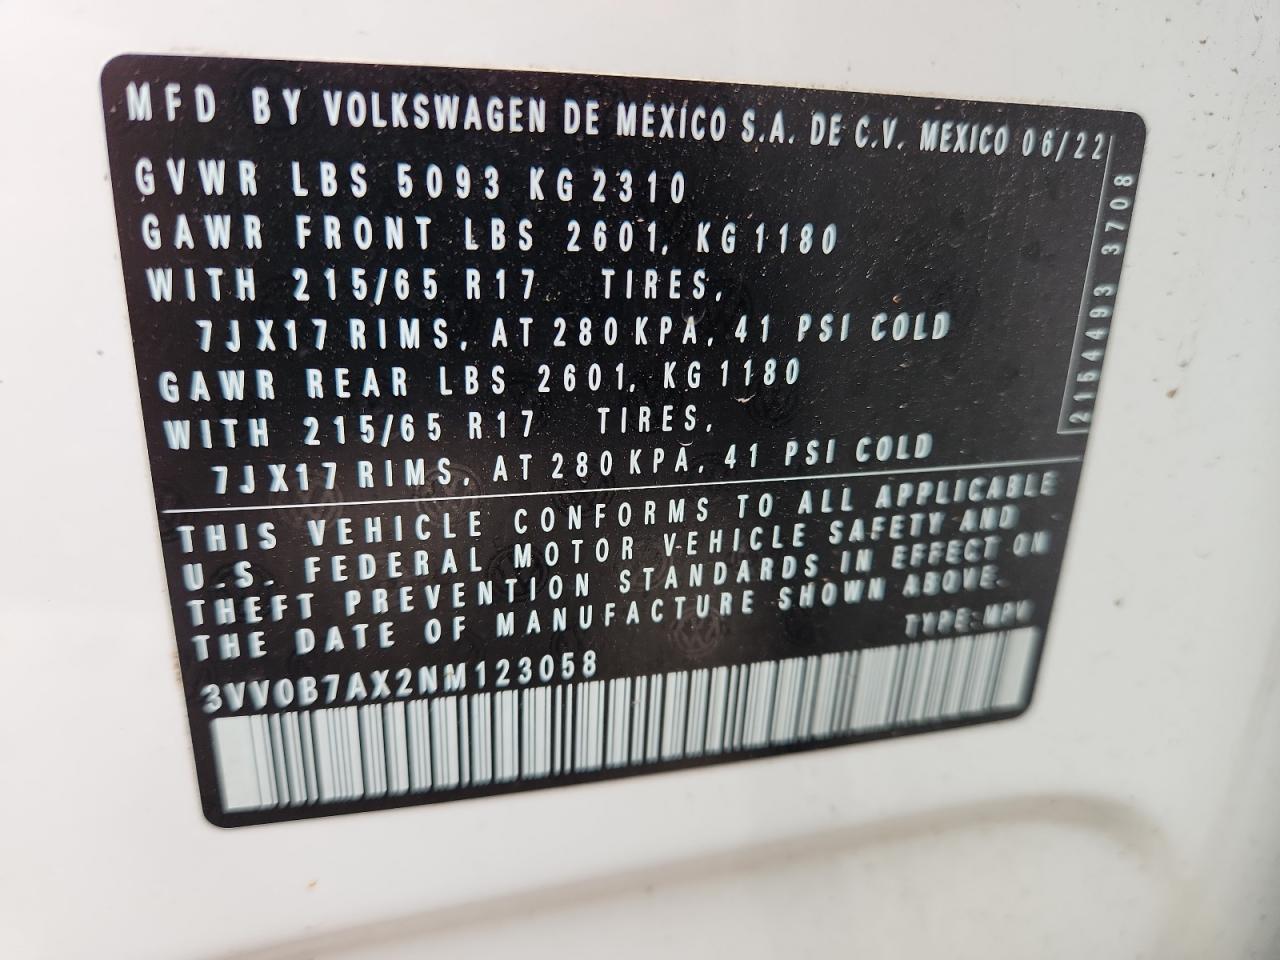 MFD BY VOLKSWAGEN DE MEXÍCO S.A. DE C.V. MEXICO 06/22
GVWR LBS 5093 KG 2310
GAWR FRONT LBS 2601, KG 1180
WITH 215/65 R17 TIRES,
7JX17 RIMS, AT 280 KPA, 41 PSI COLD
GAWR REAR LBS 2601, KG 1180
WITH 215/65 R17 TIRES,
7JX17 RIMS, AT 280 KPA, 41 PSI COLD
2154493 3708
THIS VEHICLE CONFORMS TO ALL APPLICABLE
U.S. FEDERAL MOTOR VEHICLE SAFETY AND
THEFT PREVENTION STANDARDS IN EFFECT ON
THE DATE OF MANUFACTURE SHOWN ABOVE.
TYPE: MPV
3VV0B7AX2NM123058